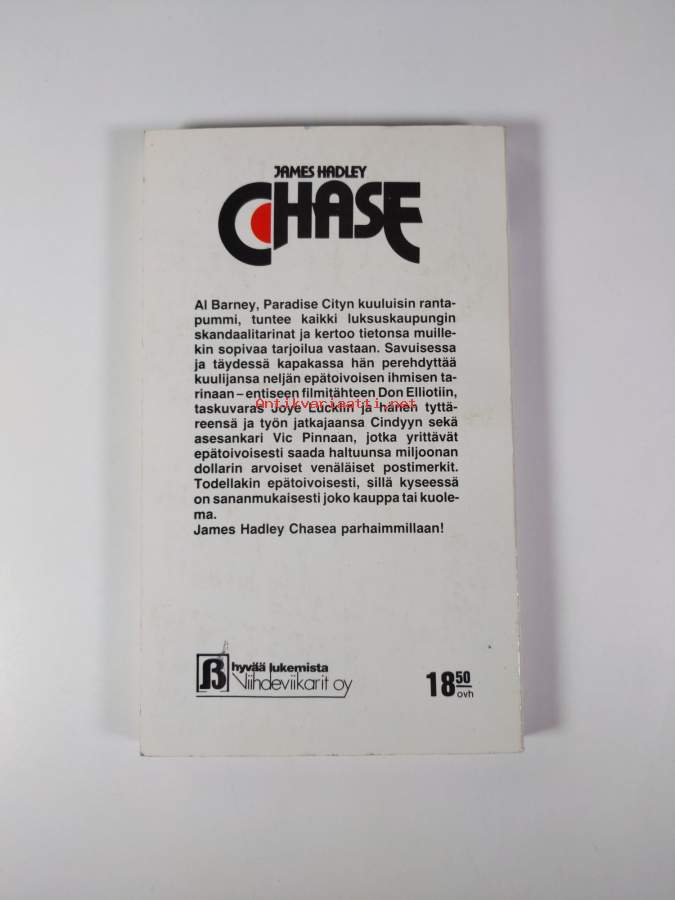 JAMES HADLEY
CHASE
Al Barney, Paradise Cityn kuuluisin ranta-
pummi, tuntee kaikki luksuskaupungin
skandaalitarinat ja kertoo tietonsa muille-
kin sopivaa tarjoilua vastaan. Savuisessa
ja täydessä kapakassa hän perehdyttää
kuulijansa neljän epätoivoisen ihmisen ta-
rinaan – entiseen filmitähteen Don Elliotiin,
Antikvariaatti.net
taskuvaras Joye Luckiin ja hänen tyttä-
reensä ja työn jatkajaansa Cindyyn sekä
asesankari Vic Pinnaan, jotka yrittävät
epätoivoisesti saada haltuunsa miljoonan
dollarin arvoiset venäläiset postimerkit.
Todellakin epätoivoisesti, sillä kyseessä
on sananmukaisesti joko kauppa tai kuole-
ma.
James Hadley Chasea parhaimmillaan!
hyvää lukemista
Viihdeviikarit oy
18 50
ovh